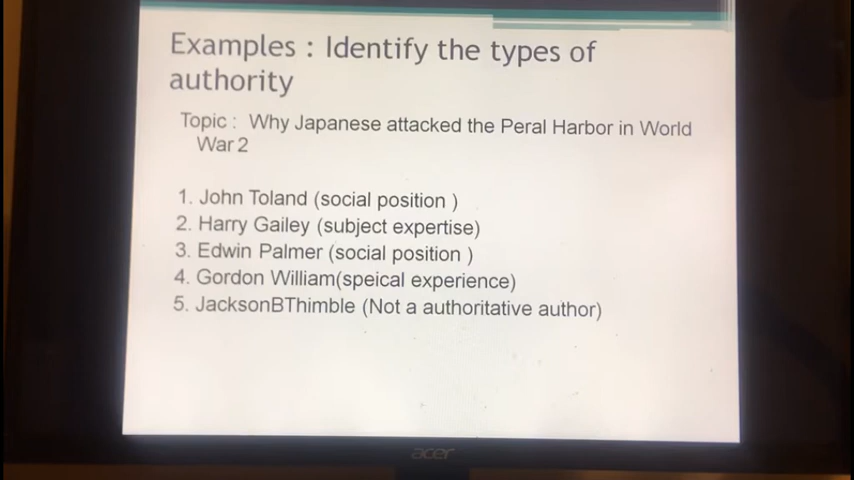 Examples : Identify the types of
authority
Topic : Why Japanese attacked the Peral Harbor in World
War 2
1. John Toland (social position )
2. Harry Gailey (subject expertise)
3. Edwin Palmer (social position )
4. Gordon William(speical experience)
5. JacksonBThimble (Not a authoritative author)
acer